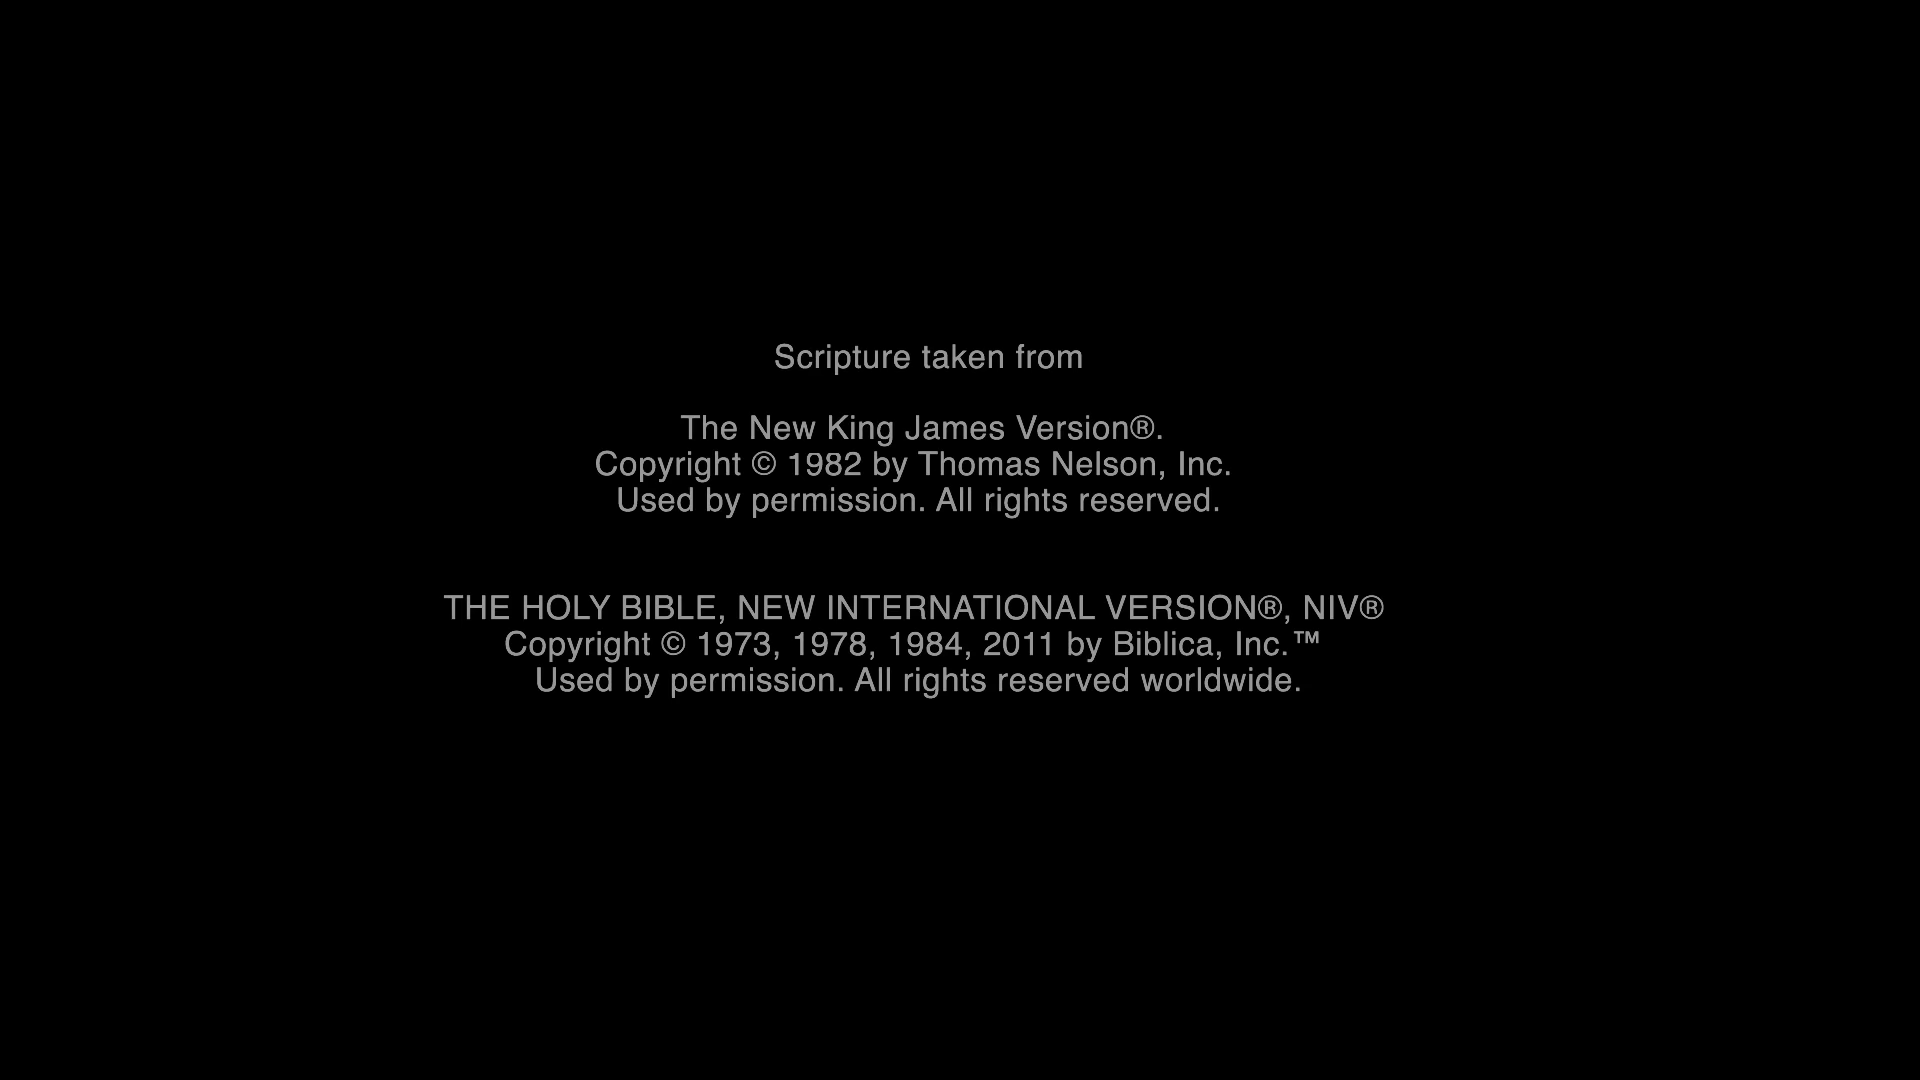 Scripture taken from
The New King James Version®.
Copyright © 1982 by Thomas Nelson, Inc.
Used by permission. All rights reserved.
THE HOLY BIBLE, NEW INTERNATIONAL VERSION®, NIV®
Copyright © 1973, 1978, 1984, 2011 by Biblica, Inc.™
Used by permission. All rights reserved worldwide.